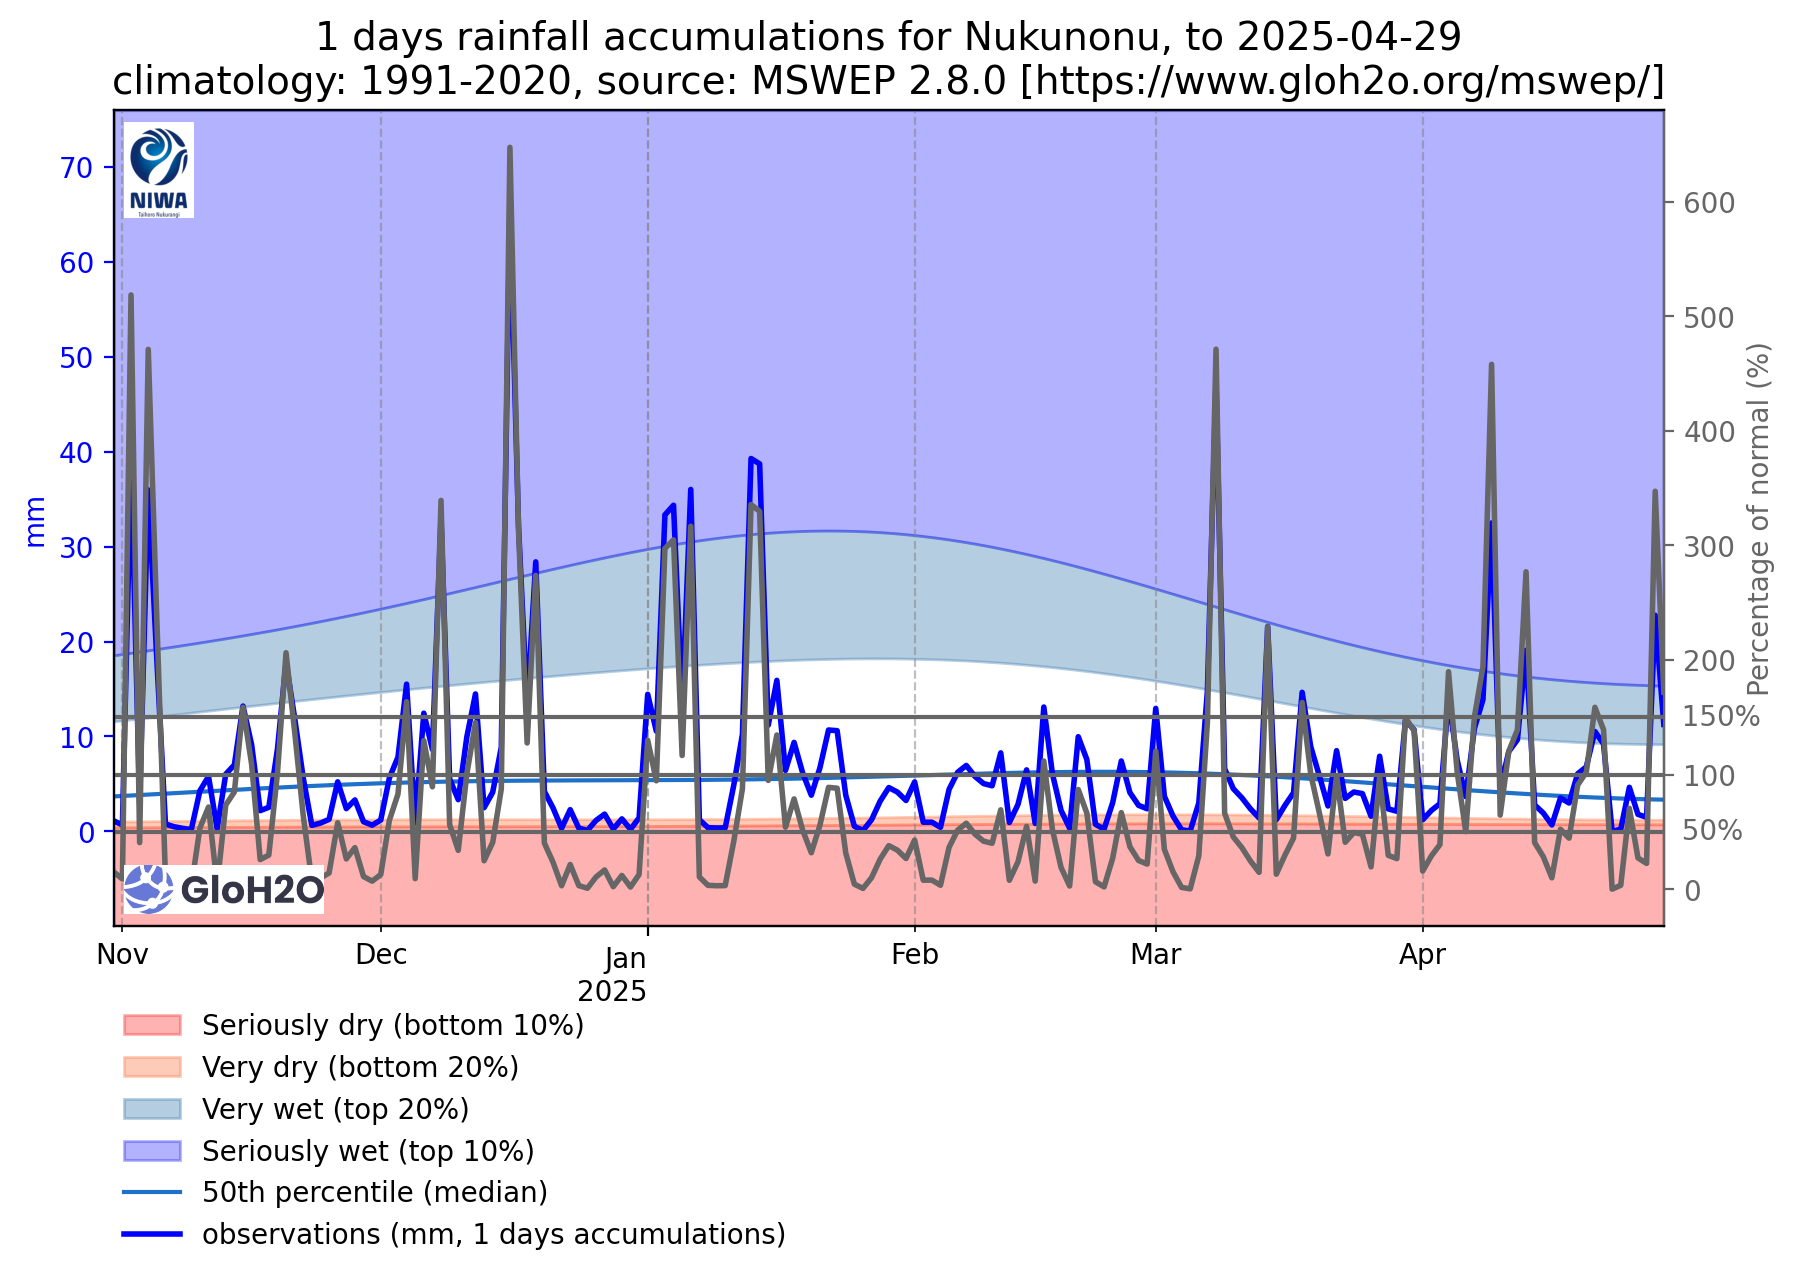 1 days rainfall accumulations for Nukunonu, to 2025-04-29
climatology: 1991-2020, source: MSWEP 2.8.0 [https://www.gloh2o.org/mswep/]
NIWA
Taihoro Nukurangi
70
60
50
40
30
20
10
0
mm
600
500
400
300
200
150%
100
50%
0
Percentage of normal (%)
GloH2O
Nov
Dec
Jan
2025
Feb
Mar
Apr
Seriously dry (bottom 10%)
Very dry (bottom 20%)
Very wet (top 20%)
Seriously wet (top 10%)
50th percentile (median)
observations (mm, 1 days accumulations)